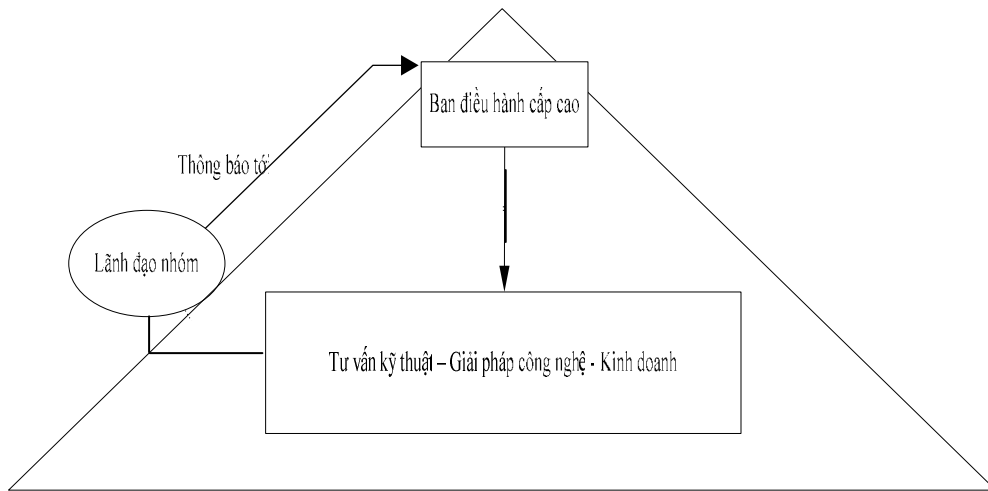 Ban điều hành cấp cao
Thông báo tới
Lãnh đạo nhóm
Tư vấn kỹ thuật – Giải pháp công nghệ - Kinh doanh